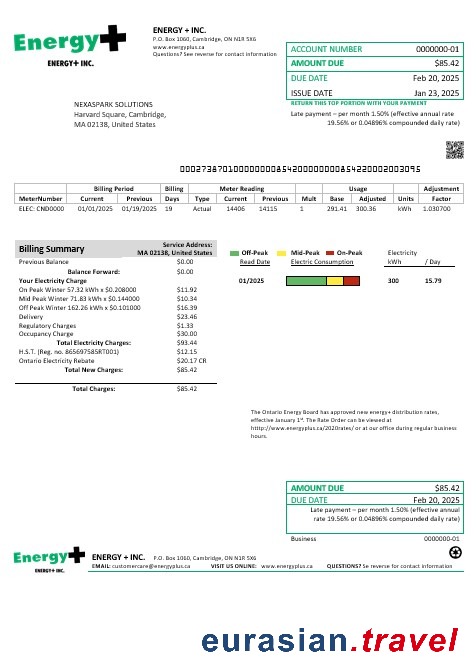 Energy+
ENERGY+ INC.
ENERGY + INC.
P.O. Box 1060, Cambridge, ON N1R 5X6
www.energyplus.ca
Questions? See reverse for contact information
ACCOUNT NUMBER 0000000-01
AMOUNT DUE $85.42
DUE DATE Feb 20, 2025
ISSUE DATE Jan 23, 2025
RETURN THIS TOP PORTION WITH YOUR PAYMENT
Late payment – per month 1.50% (effective annual rate
19.56% or 0.04896% compounded daily rate)
NEXASPARK SOLUTIONS
Harvard Square, Cambridge,
MA 02138, United States
Billing Period Billing Meter Reading Usage Adjustment
MeterNumber Current Previous Days Type Current Previous Mult Base Adjusted Units Factor
ELEC: CND0000 01/01/2025 01/19/2025 19 Actual 14406 14115 1 291.41 300.36 kWh 1.030700
Billing Summary Service Address:
MA 02138, United States
Previous Balance $0.00
Balance Forward: $0.00
Your Electricity Charge
On Peak Winter 57.32 kWh x $0.208000 $11.92
Mid Peak Winter 71.83 kWh x $0.144000 $10.34
Off Peak Winter 162.26 kWh x $0.101000 $16.39
Delivery $23.46
Regulatory Charges $1.33
Occupancy Charge $30.00
Total Electricity Charges: $93.44
H.S.T. (Reg. no. 865697585RT001) $12.15
Ontario Electricity Rebate $20.17 CR
Total New Charges: $85.42
Total Charges: $85.42
Off-Peak Mid-Peak On-Peak Electricity
Read Date Electric Consumption kWh / Day
01/2025 300 15.79
The Ontario Energy Board has approved new energy+ distribution rates,
effective January 1st. The Rate Order can be viewed at
http://www.energyplus.ca/2020rates/ or at our office during regular business
hours.
AMOUNT DUE $85.42
DUE DATE Feb 20, 2025
Late payment – per month 1.50% (effective annual
rate 19.56% or 0.04896% compounded daily rate)
Business 0000000-01
Energy+
ENERGY+ INC.
ENERGY + INC. P.O. Box 1060, Cambridge, ON N1R 5X6
EMAIL: customercare@energyplus.ca VISIT US ONLINE: www.energyplus.ca QUESTIONS? Se reverse for contact information
eurasian.travel